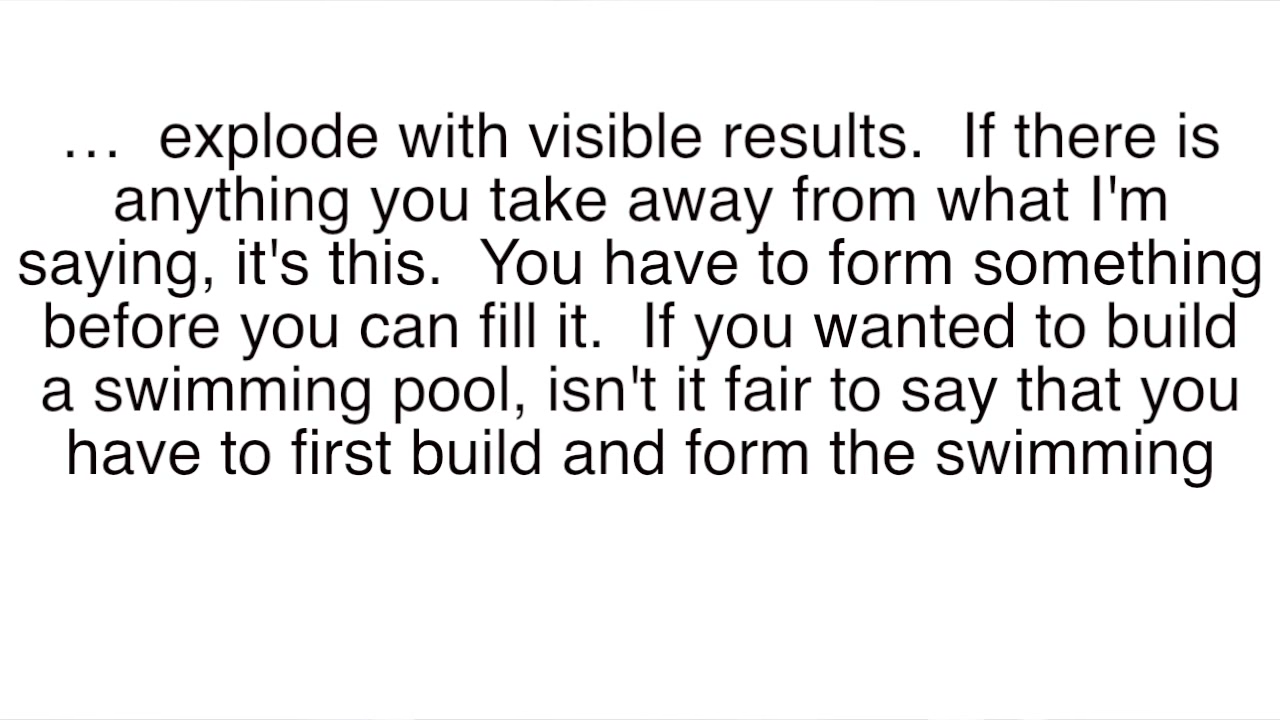 …  explode with visible results.  If there is
anything you take away from what I'm
saying, it's this.  You have to form something
before you can fill it.  If you wanted to build
a swimming pool, isn't it fair to say that you
have to first build and form the swimming